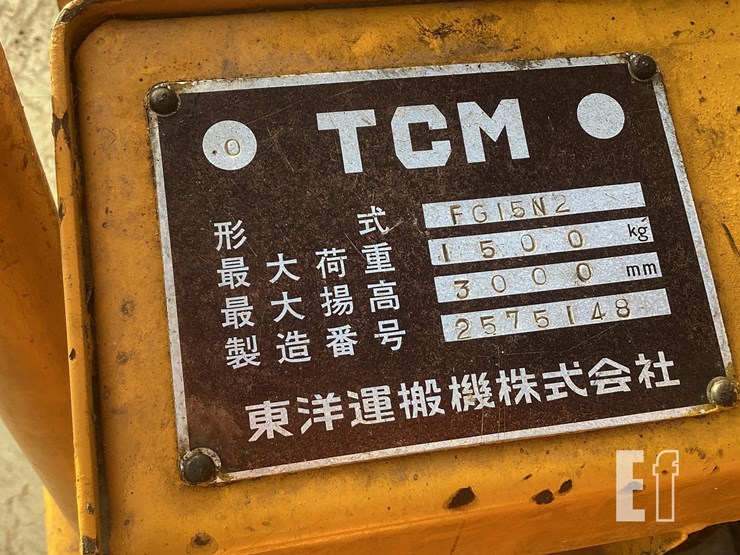 TCM
0
形式 FG15N2
最大荷重 1500 kg
最大揚高 3000 mm
製造番号 2575148
東洋運搬機株式会社
Ef